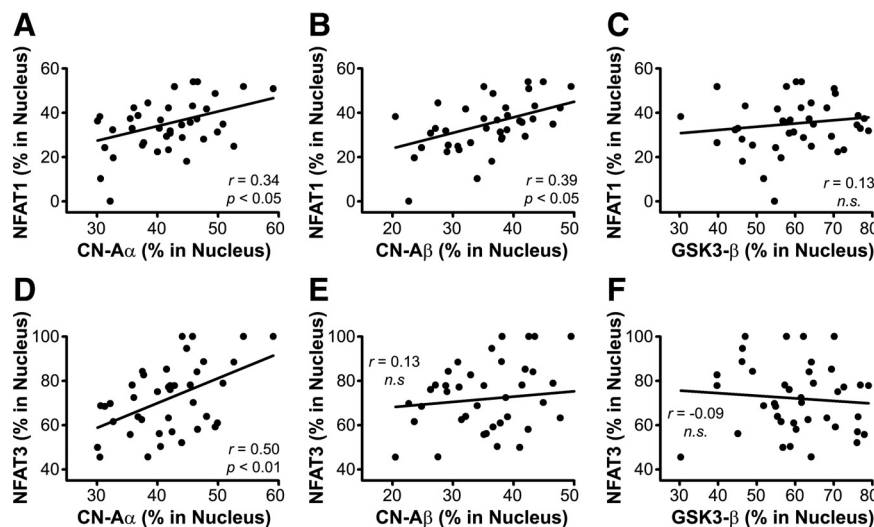 A
NFAT1 (% in Nucleus)
60
40
20
0
r = 0.34
p < 0.05
30 40 50 60
CN-Aα (% in Nucleus)
B
NFAT1 (% in Nucleus)
60
40
20
0
r = 0.39
p < 0.05
20 30 40 50
CN-Aβ (% in Nucleus)
C
NFAT1 (% in Nucleus)
60
40
20
0
r = 0.13
n.s.
30 40 50 60 70 80
GSK3-β (% in Nucleus)
D
NFAT3 (% in Nucleus)
100
80
60
40
r = 0.50
p < 0.01
30 40 50 60
CN-Aα (% in Nucleus)
E
NFAT3 (% in Nucleus)
100
80
60
40
r = 0.13
n.s
20 30 40 50
CN-Aβ (% in Nucleus)
F
NFAT3 (% in Nucleus)
100
80
60
40
r = -0.09
n.s.
30 40 50 60 70 80
GSK3-β (% in Nucleus)